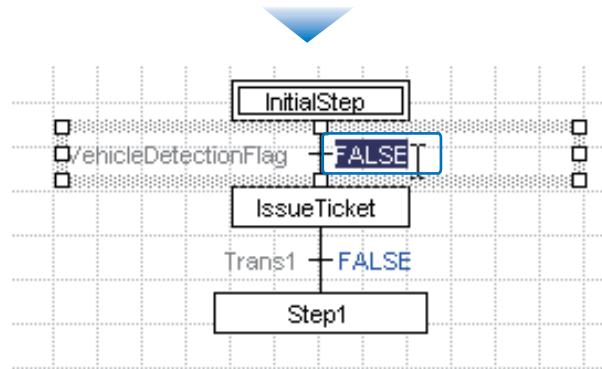 InitialStep
VehicleDetectionFlag FALSE
IssueTicket
Trans1 FALSE
Step1